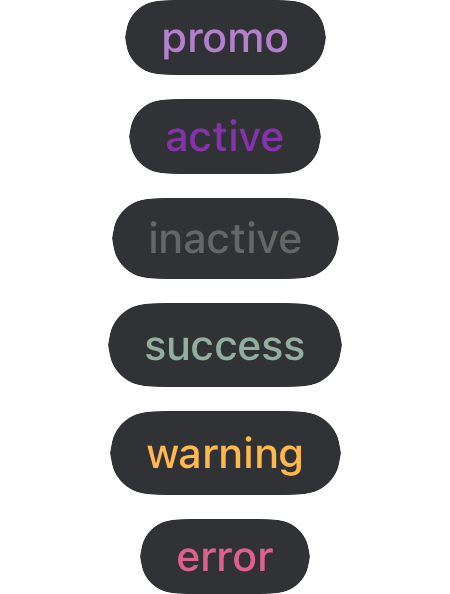 promo
active
inactive
success
warning
error